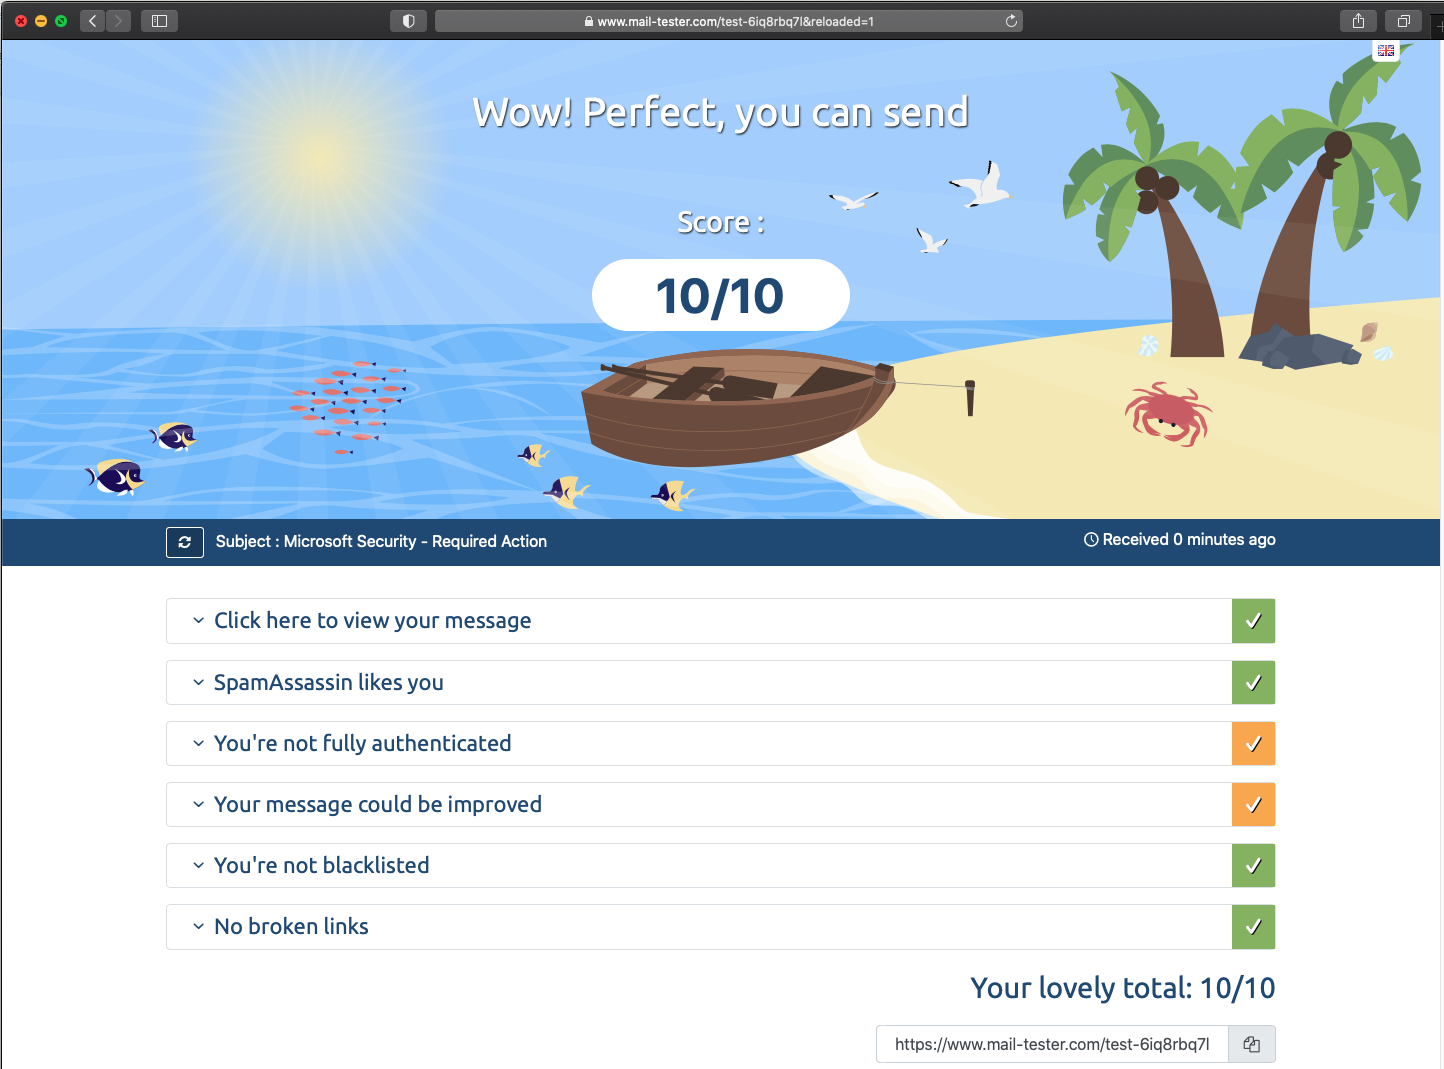 www.mail-tester.com/test-6iq8rbq7l&reloaded=1
Wow! Perfect, you can send
Score :
10/10
Subject : Microsoft Security - Required Action
Received 0 minutes ago
Click here to view your message
SpamAssassin likes you
You're not fully authenticated
Your message could be improved
You're not blacklisted
No broken links
Your lovely total: 10/10
https://www.mail-tester.com/test-6iq8rbq7l